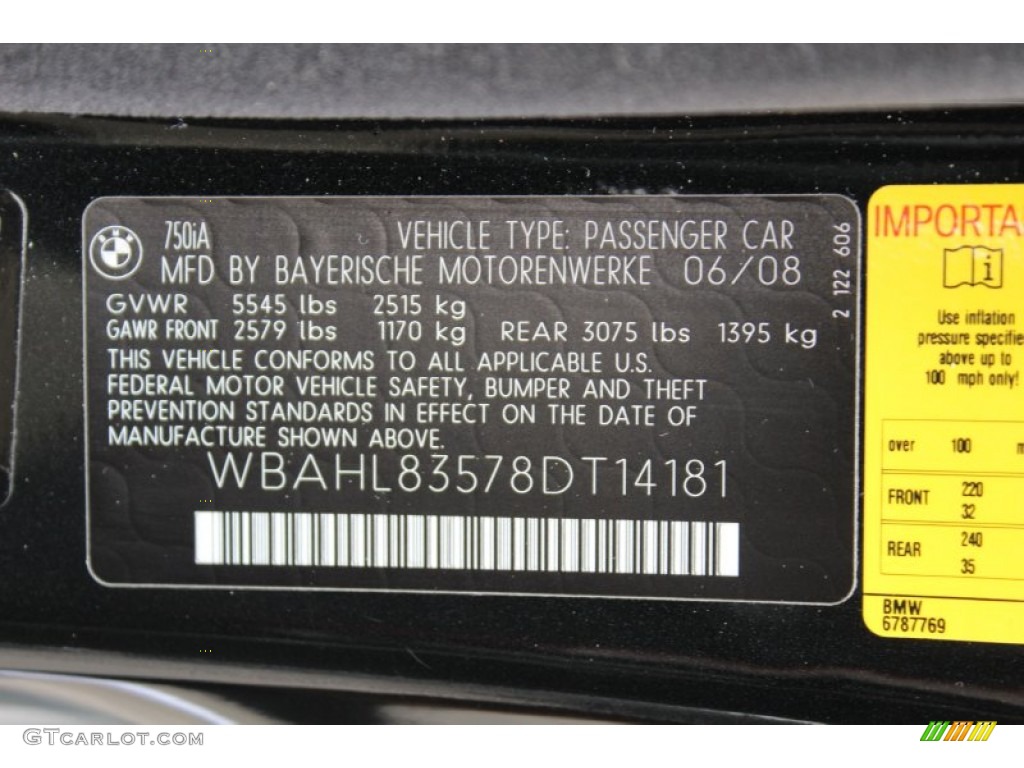 750iA VEHICLE TYPE: PASSENGER CAR
MFD BY BAYERISCHE MOTORENWERKE 06/08
GVWR 5545 lbs 2515 kg
GAWR FRONT 2579 lbs 1170 kg REAR 3075 lbs 1395 kg
THIS VEHICLE CONFORMS TO ALL APPLICABLE U.S.
FEDERAL MOTOR VEHICLE SAFETY, BUMPER AND THEFT
PREVENTION STANDARDS IN EFFECT ON THE DATE OF
MANUFACTURE SHOWN ABOVE.
WBAHL83578DT14181
2 122 606
IMPORTA
i
Use inflation
pressure specifie
above up to
100 mph only!
over 100 m
FRONT 220
32
REAR 240
35
BMW
6787769
GTCarlot.com